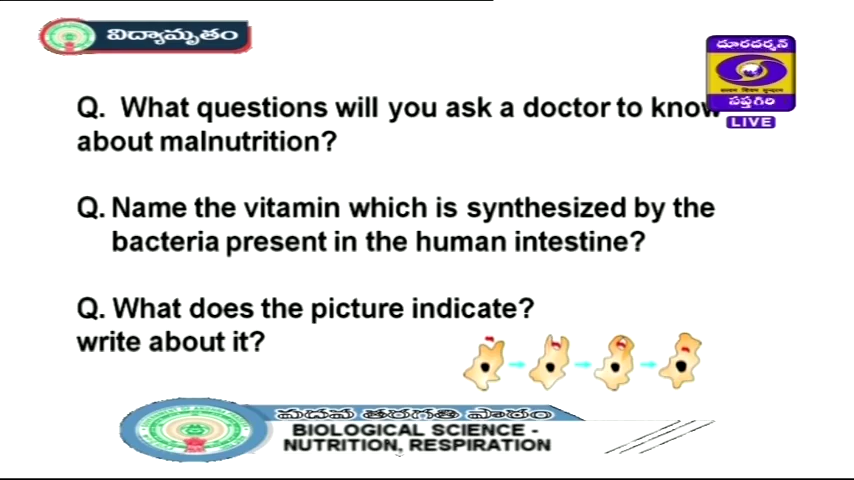 విద్యామృతం
దూరదర్శన్
సప్తగిరి
LIVE
Q. What questions will you ask a doctor to know
about malnutrition?
Q. Name the vitamin which is synthesized by the
bacteria present in the human intestine?
Q. What does the picture indicate?
write about it?
పదవ తరగతి పాఠం
BIOLOGICAL SCIENCE -
NUTRITION, RESPIRATION